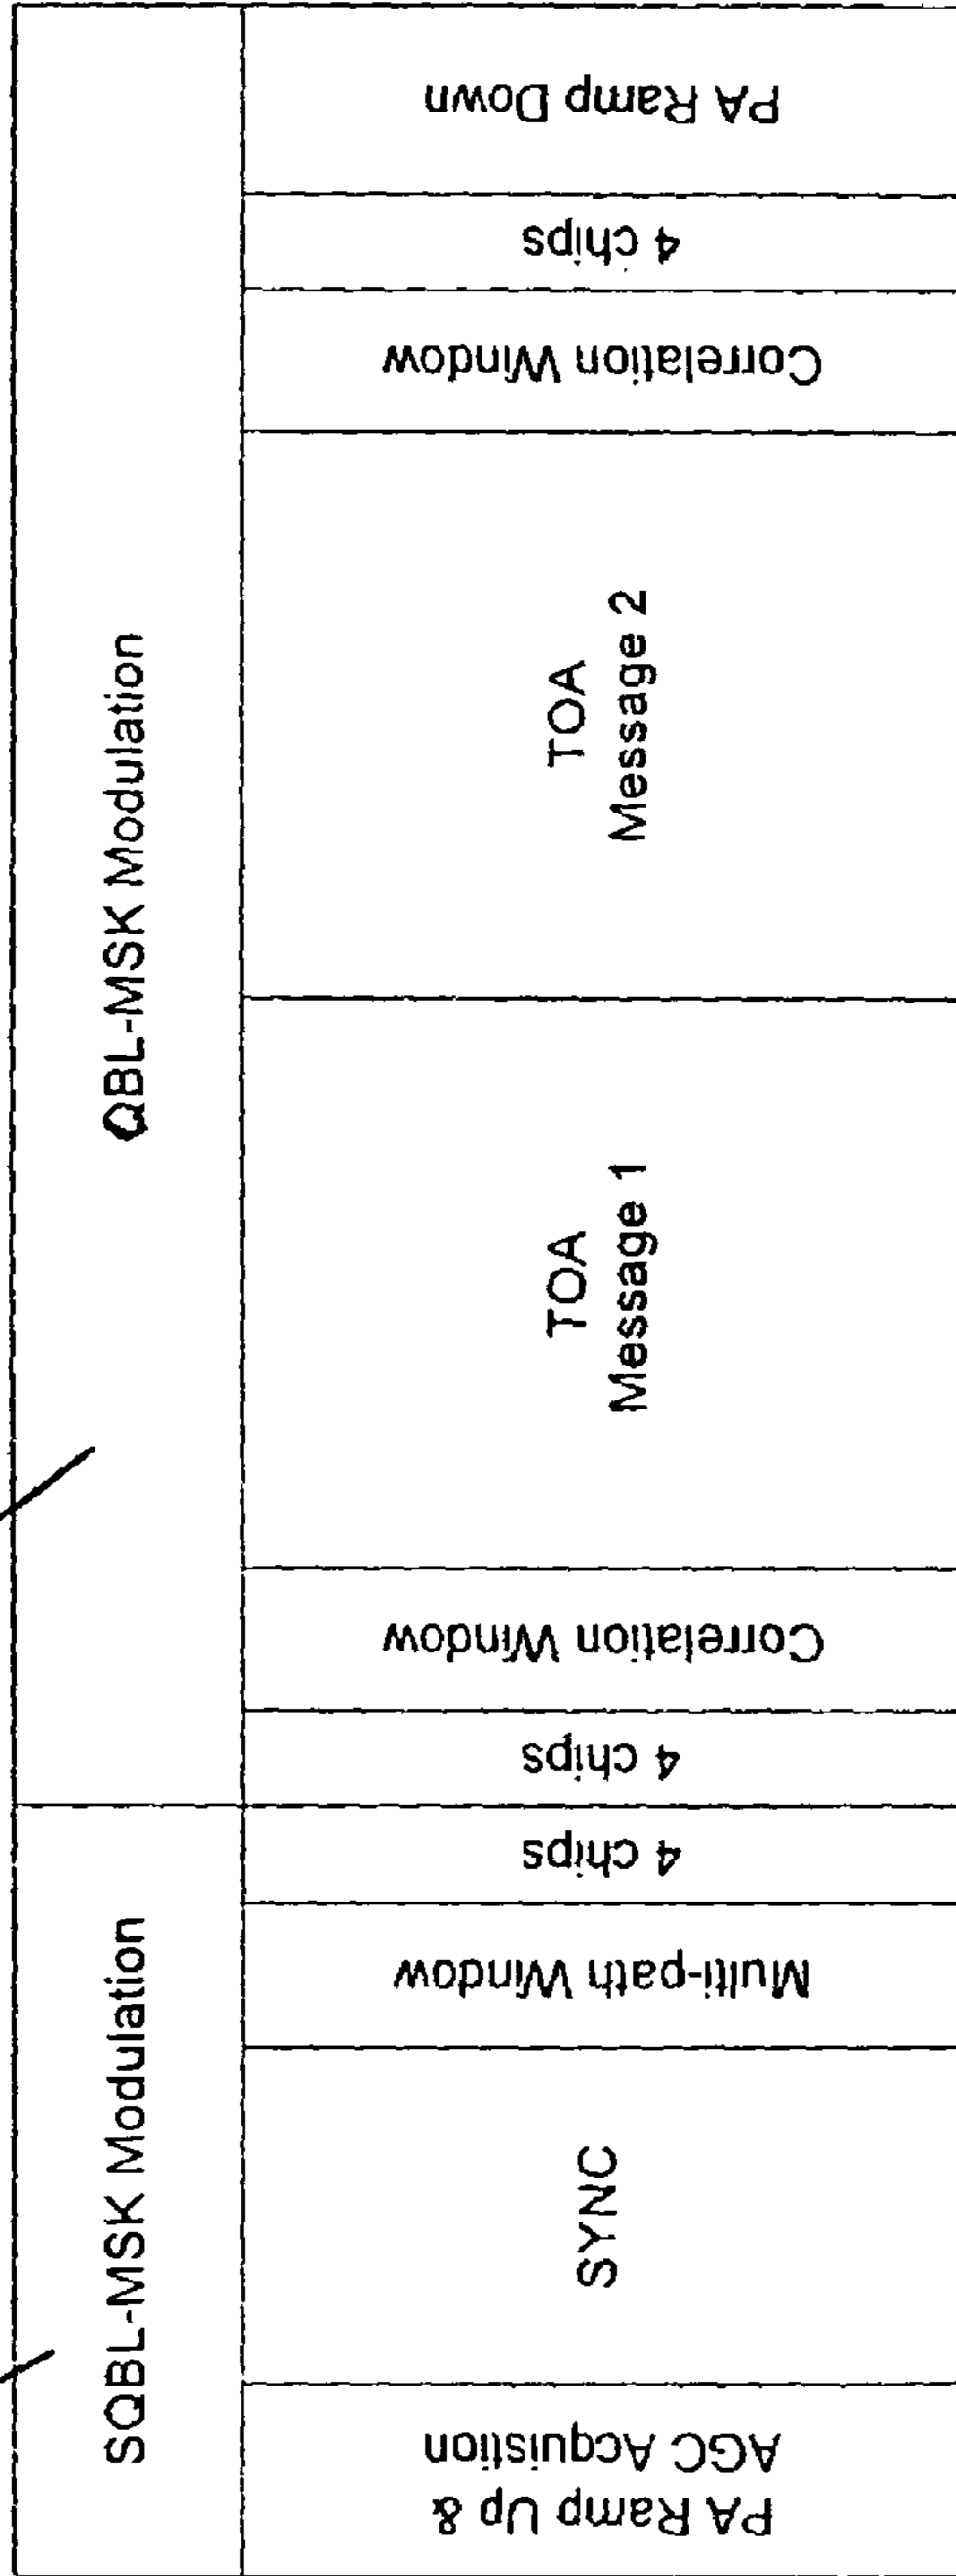 SQBL-MSK Modulation
QBL-MSK Modulation
PA Ramp Up &
AGC Acquistion
SYNC
Multi-path Window
4 chips
4 chips
Correlation Window
TOA
Message 1
TOA
Message 2
Correlation Window
4 chips
PA Ramp Down